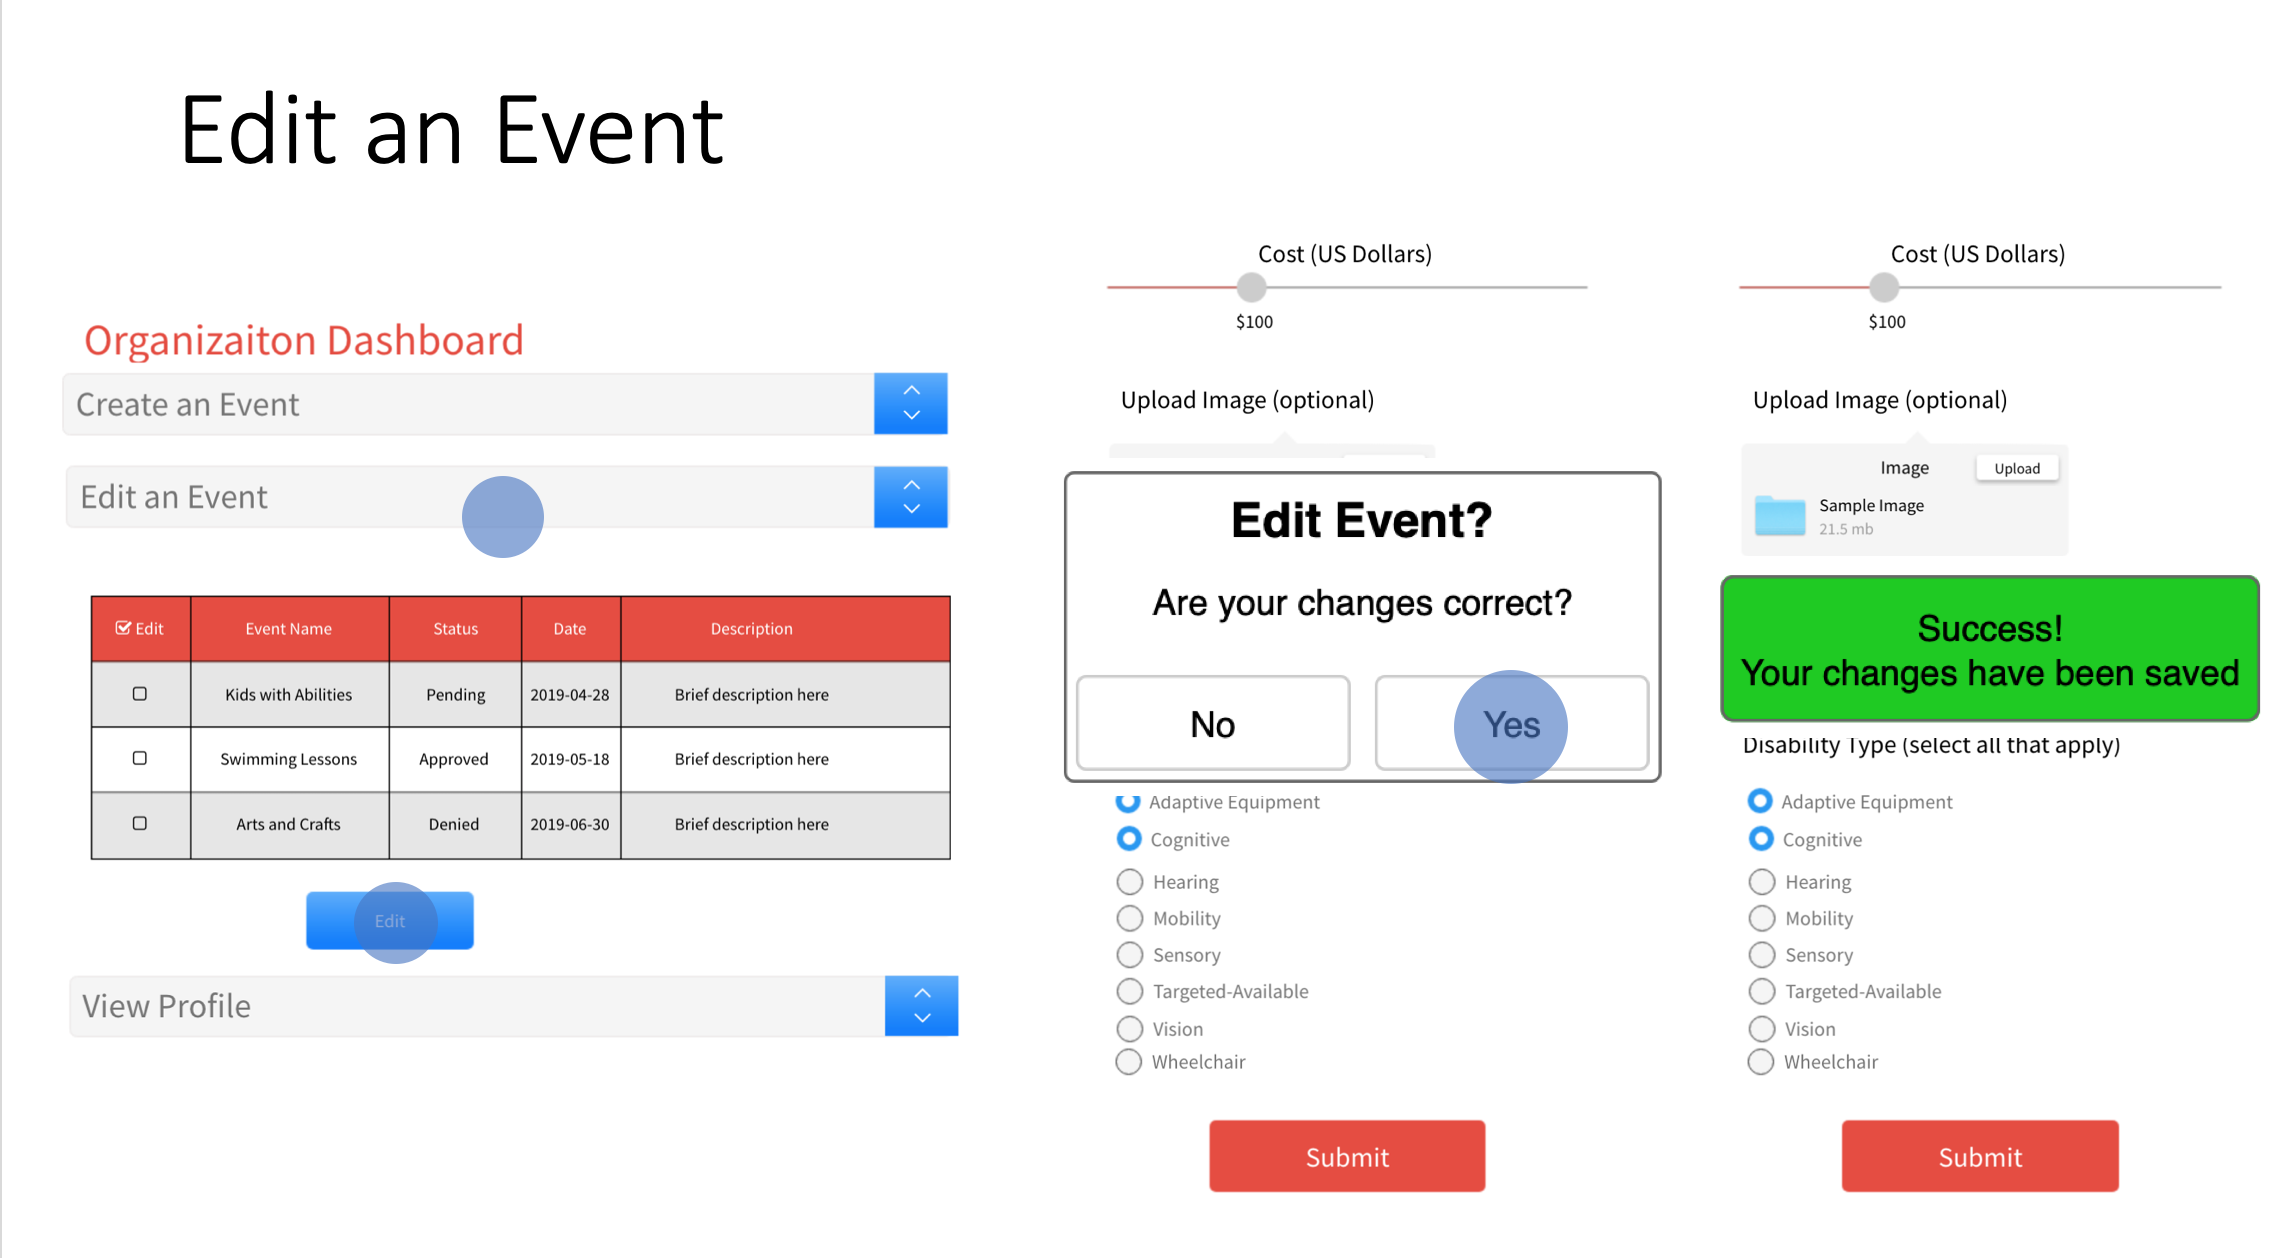 Edit an Event
Organizaiton Dashboard
Create an Event
Edit an Event
Edit Event Name Status Date Description
Kids with Abilities Pending 2019-04-28 Brief description here
Swimming Lessons Approved 2019-05-18 Brief description here
Arts and Crafts Denied 2019-06-30 Brief description here
Edit
View Profile
Cost (US Dollars)
$100
Upload Image (optional)
Edit Event?
Are your changes correct?
No Yes
Adaptive Equipment
Cognitive
Hearing
Mobility
Sensory
Targeted-Available
Vision
Wheelchair
Submit
Cost (US Dollars)
$100
Upload Image (optional)
Image Upload
Sample Image
21.5 mb
Success!
Your changes have been saved
Disability Type (select all that apply)
Adaptive Equipment
Cognitive
Hearing
Mobility
Sensory
Targeted-Available
Vision
Wheelchair
Submit